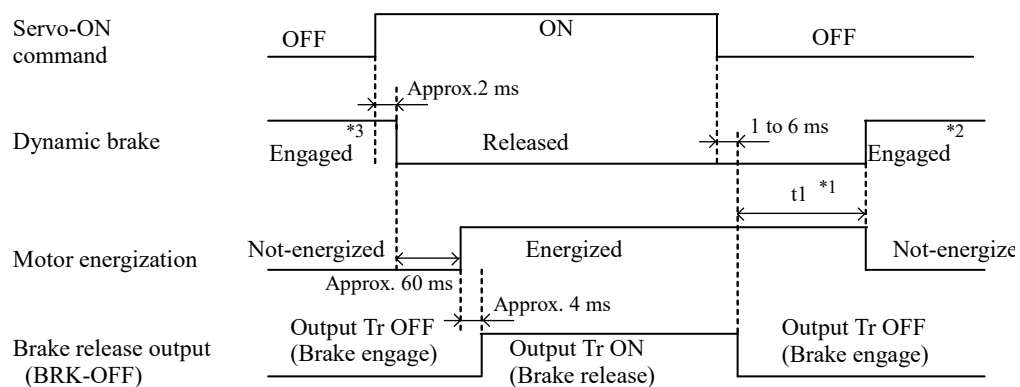 Servo-ON
command
OFF
ON
OFF
Approx.2 ms
Dynamic brake
Engaged *3
Released
1 to 6 ms
Engaged *2
t1 *1
Motor energization
Not-energized
Energized
Not-energize
Approx. 60 ms
Approx. 4 ms
Brake release output
(BRK-OFF)
Output Tr OFF
(Brake engage)
Output Tr ON
(Brake release)
Output Tr OFF
(Brake engage)